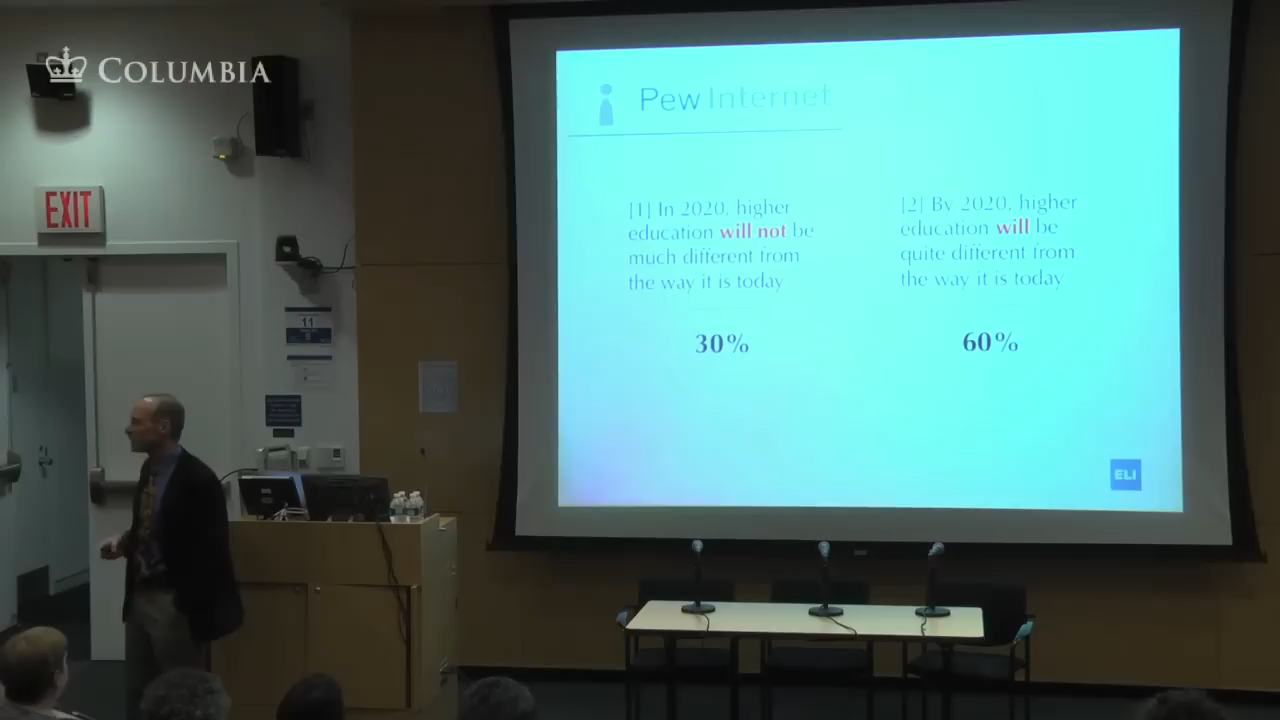 COLUMBIA
EXIT
11
Pew Internet
[1] In 2020, higher
education will not be
much different from
the way it is today
30%
[2] By 2020, higher
education will be
quite different from
the way it is today
60%
ELI